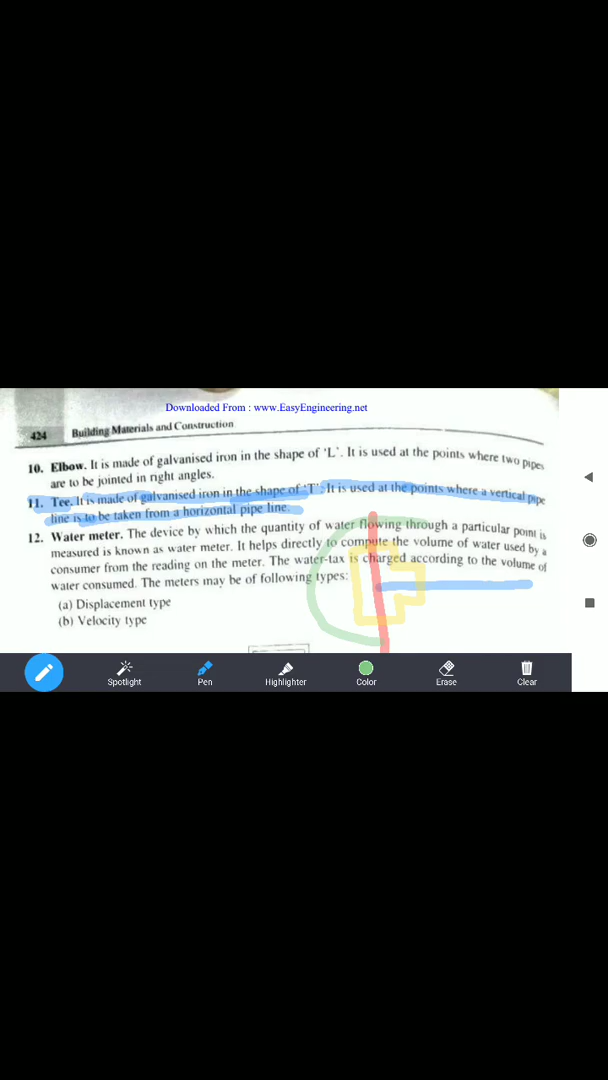 Downloaded From : www.EasyEngineering.net
424 Building Materials and Construction
10. Elbow. It is made of galvanised iron in the shape of ‘L’. It is used at the points where two pipes
are to be jointed in right angles.
11. Tee. It is made of galvanised iron in the shape of ‘T’. It is used at the points where a vertical pipe
line is to be taken from a horizontal pipe line.
12. Water meter. The device by which the quantity of water flowing through a particular point is
measured is known as water meter. It helps directly to compute the volume of water used by a
consumer from the reading on the meter. The water-tax is charged according to the volume of
water consumed. The meters may be of following types:
(a) Displacement type
(b) Velocity type
Spotlight Pen Highlighter Color Erase Clear